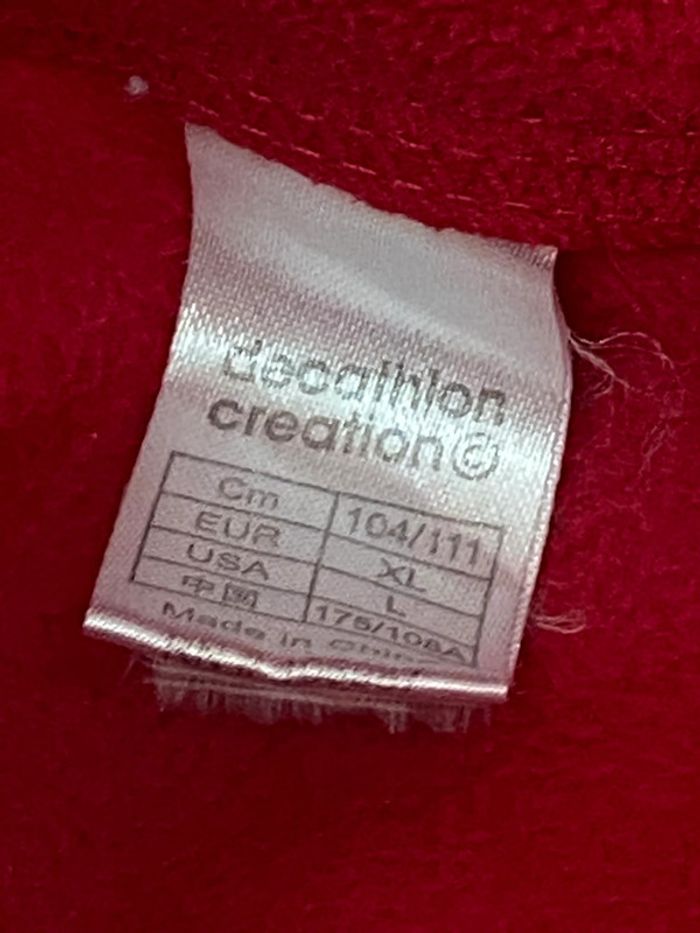 decathlon
creation©
Cm 104/111
EUR XL
USA L
中国 175/108A
Made in China